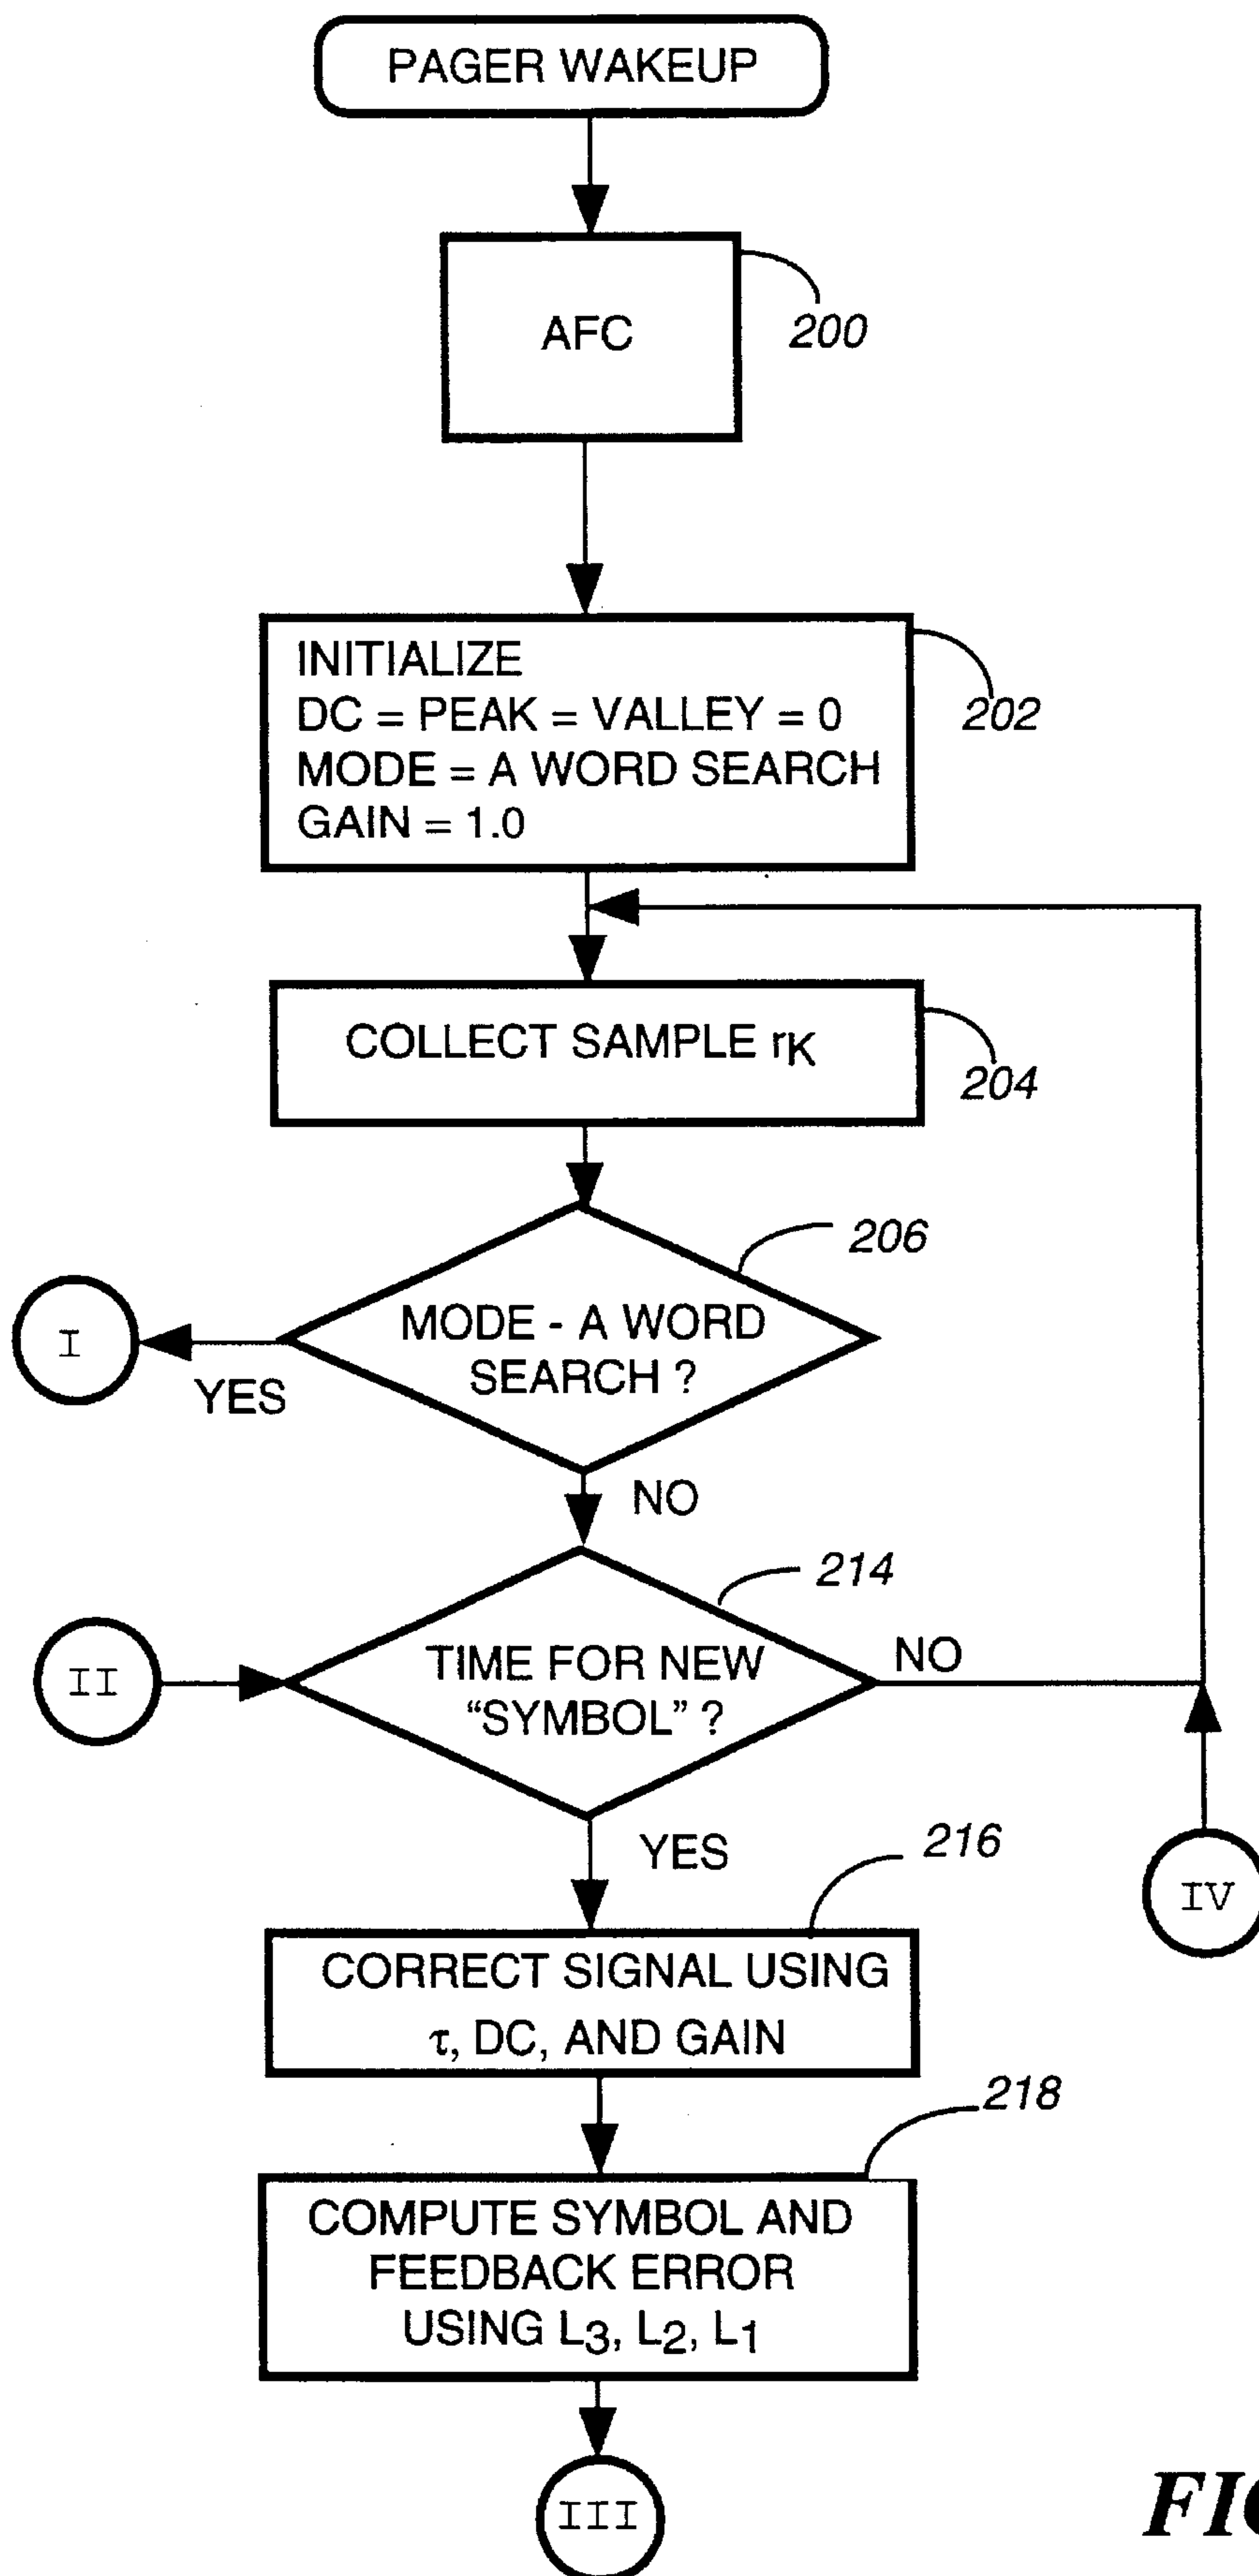 PAGER WAKEUP
AFC
200
INITIALIZE
DC = PEAK = VALLEY = 0
MODE = A WORD SEARCH
GAIN = 1.0
202
COLLECT SAMPLE rK
204
206
MODE - A WORD
SEARCH ?
I
YES
NO
214
II
TIME FOR NEW
“SYMBOL” ?
NO
YES
216
IV
CORRECT SIGNAL USING
τ, DC, AND GAIN
218
COMPUTE SYMBOL AND
FEEDBACK ERROR
USING L3, L2, L1
III